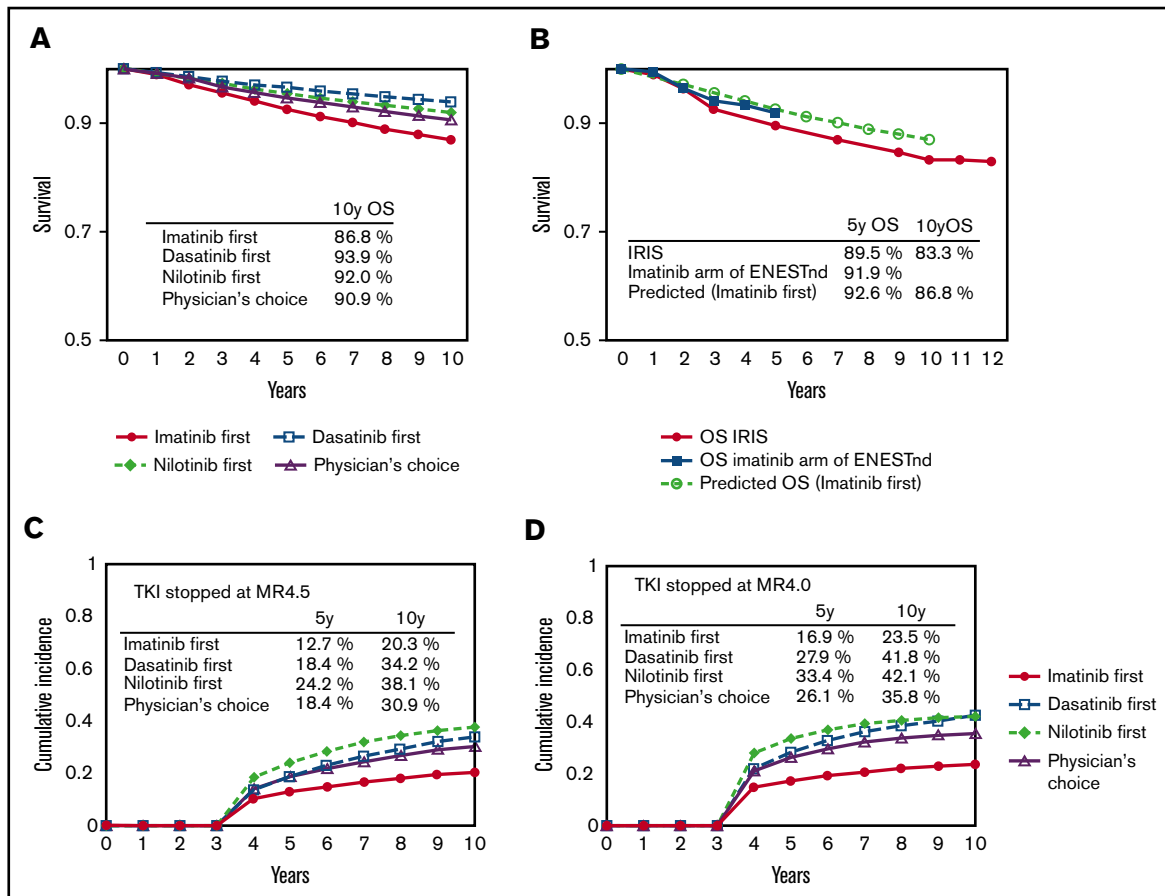 A
Survival
0.9
0.7
0.5
10y OS
Imatinib first 86.8 %
Dasatinib first 93.9 %
Nilotinib first 92.0 %
Physician's choice 90.9 %
0 1 2 3 4 5 6 7 8 9 10
Years
Imatinib first Dasatinib first
Nilotinib first Physician's choice
B
Survival
0.9
0.7
0.5
5y OS 10yOS
IRIS 89.5 % 83.3 %
Imatinib arm of ENESTnd 91.9 %
Predicted (Imatinib first) 92.6 % 86.8 %
0 1 2 3 4 5 6 7 8 9 10 11 12
Years
OS IRIS
OS imatinib arm of ENESTnd
Predicted OS (Imatinib first)
C
Cumulative incidence
1
0.8
0.6
0.4
0.2
0
TKI stopped at MR4.5
5y 10y
Imatinib first 12.7 % 20.3 %
Dasatinib first 18.4 % 34.2 %
Nilotinib first 24.2 % 38.1 %
Physician's choice 18.4 % 30.9 %
0 1 2 3 4 5 6 7 8 9 10
Years
D
Cumulative incidence
1
0.8
0.6
0.4
0.2
0
TKI stopped at MR4.0
5y 10y
Imatinib first 16.9 % 23.5 %
Dasatinib first 27.9 % 41.8 %
Nilotinib first 33.4 % 42.1 %
Physician's choice 26.1 % 35.8 %
0 1 2 3 4 5 6 7 8 9 10
Years
Imatinib first
Dasatinib first
Nilotinib first
Physician's
choice